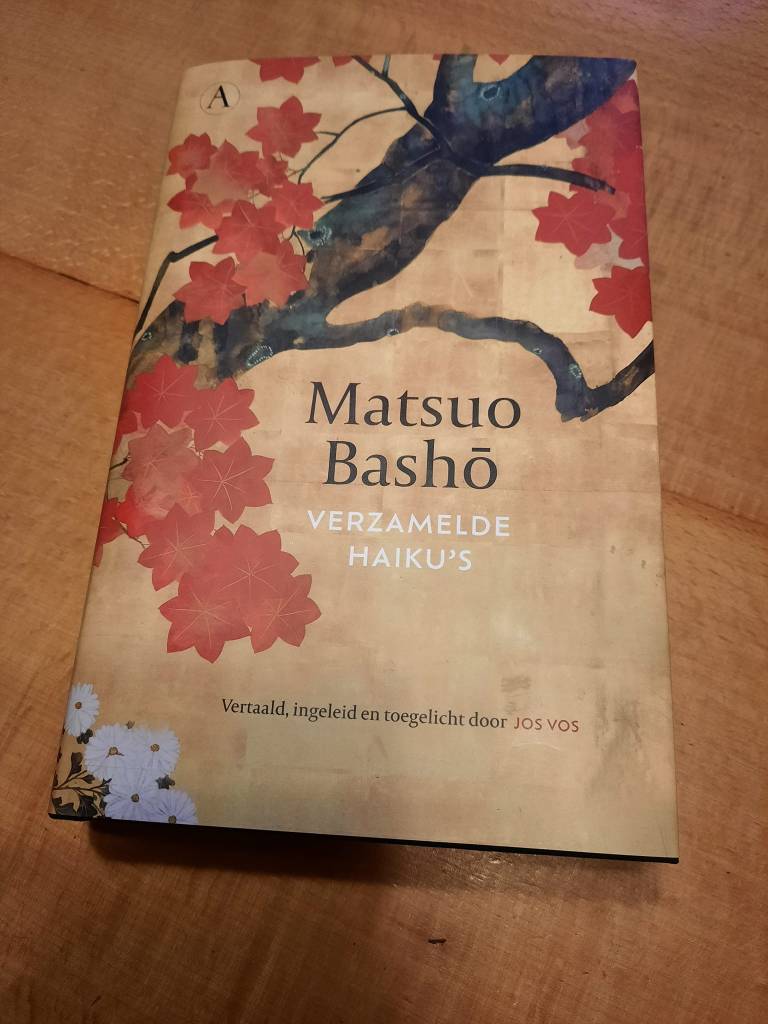 A
Matsuo
Bashō
VERZAMELDE
HAIKU’S
Vertaald, ingeleid en toegelicht door JOS VOS